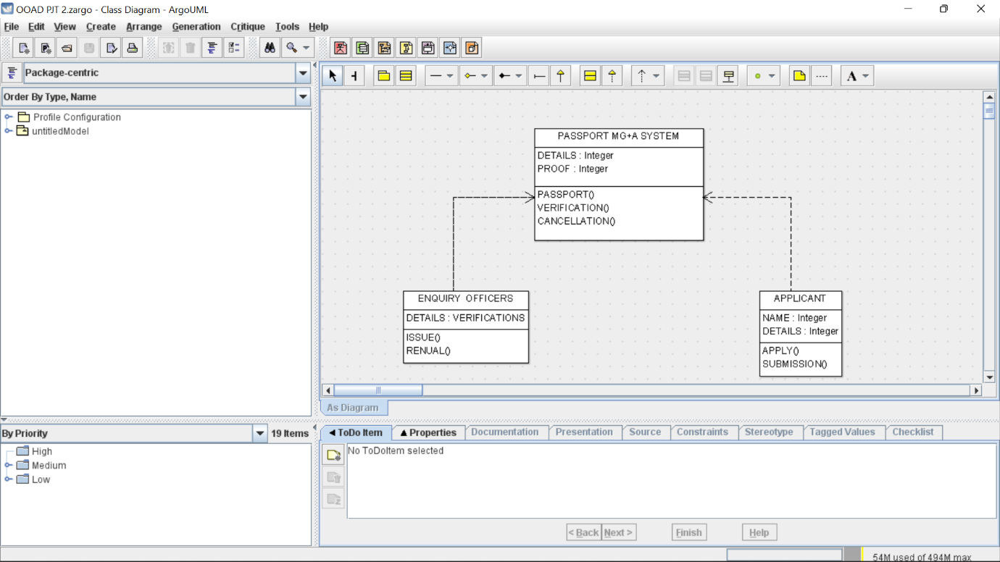 OOAD PJT 2.zargo - Class Diagram - ArgoUML
File Edit View Create Arrange Generation Critique Tools Help
Package-centric
Order By Type, Name
Profile Configuration
untitledModel
A
PASSPORT MG+A SYSTEM
DETAILS : Integer
PROOF : Integer
PASSPORT()
VERIFICATION()
CANCELLATION()
ENQUIRY OFFICERS
DETAILS : VERIFICATIONS
ISSUE()
RENUAL()
APPLICANT
NAME : Integer
DETAILS : Integer
APPLY()
SUBMISSION()
As Diagram
By Priority
19 Items
High
Medium
Low
ToDo Item Properties Documentation Presentation Source Constraints Stereotype Tagged Values Checklist
No ToDoItem selected
< Back Next > Finish Help
54M used of 494M max